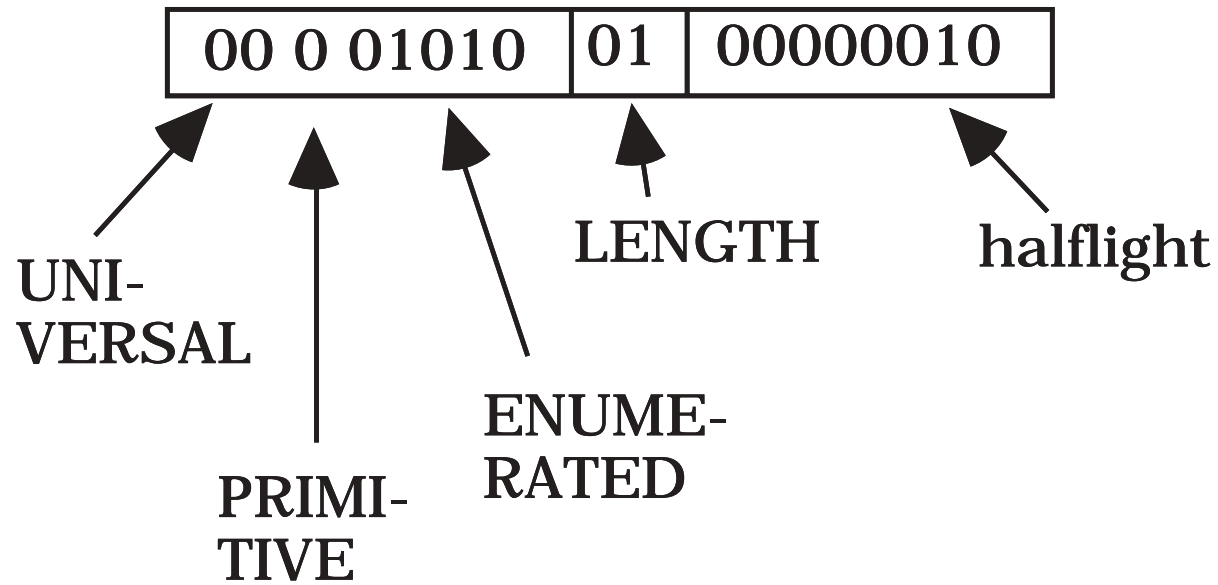 00 0 01010 01 00000010
LENGTH
halflight
UNI-
VERSAL
ENUME-
RATED
PRIMI-
TIVE